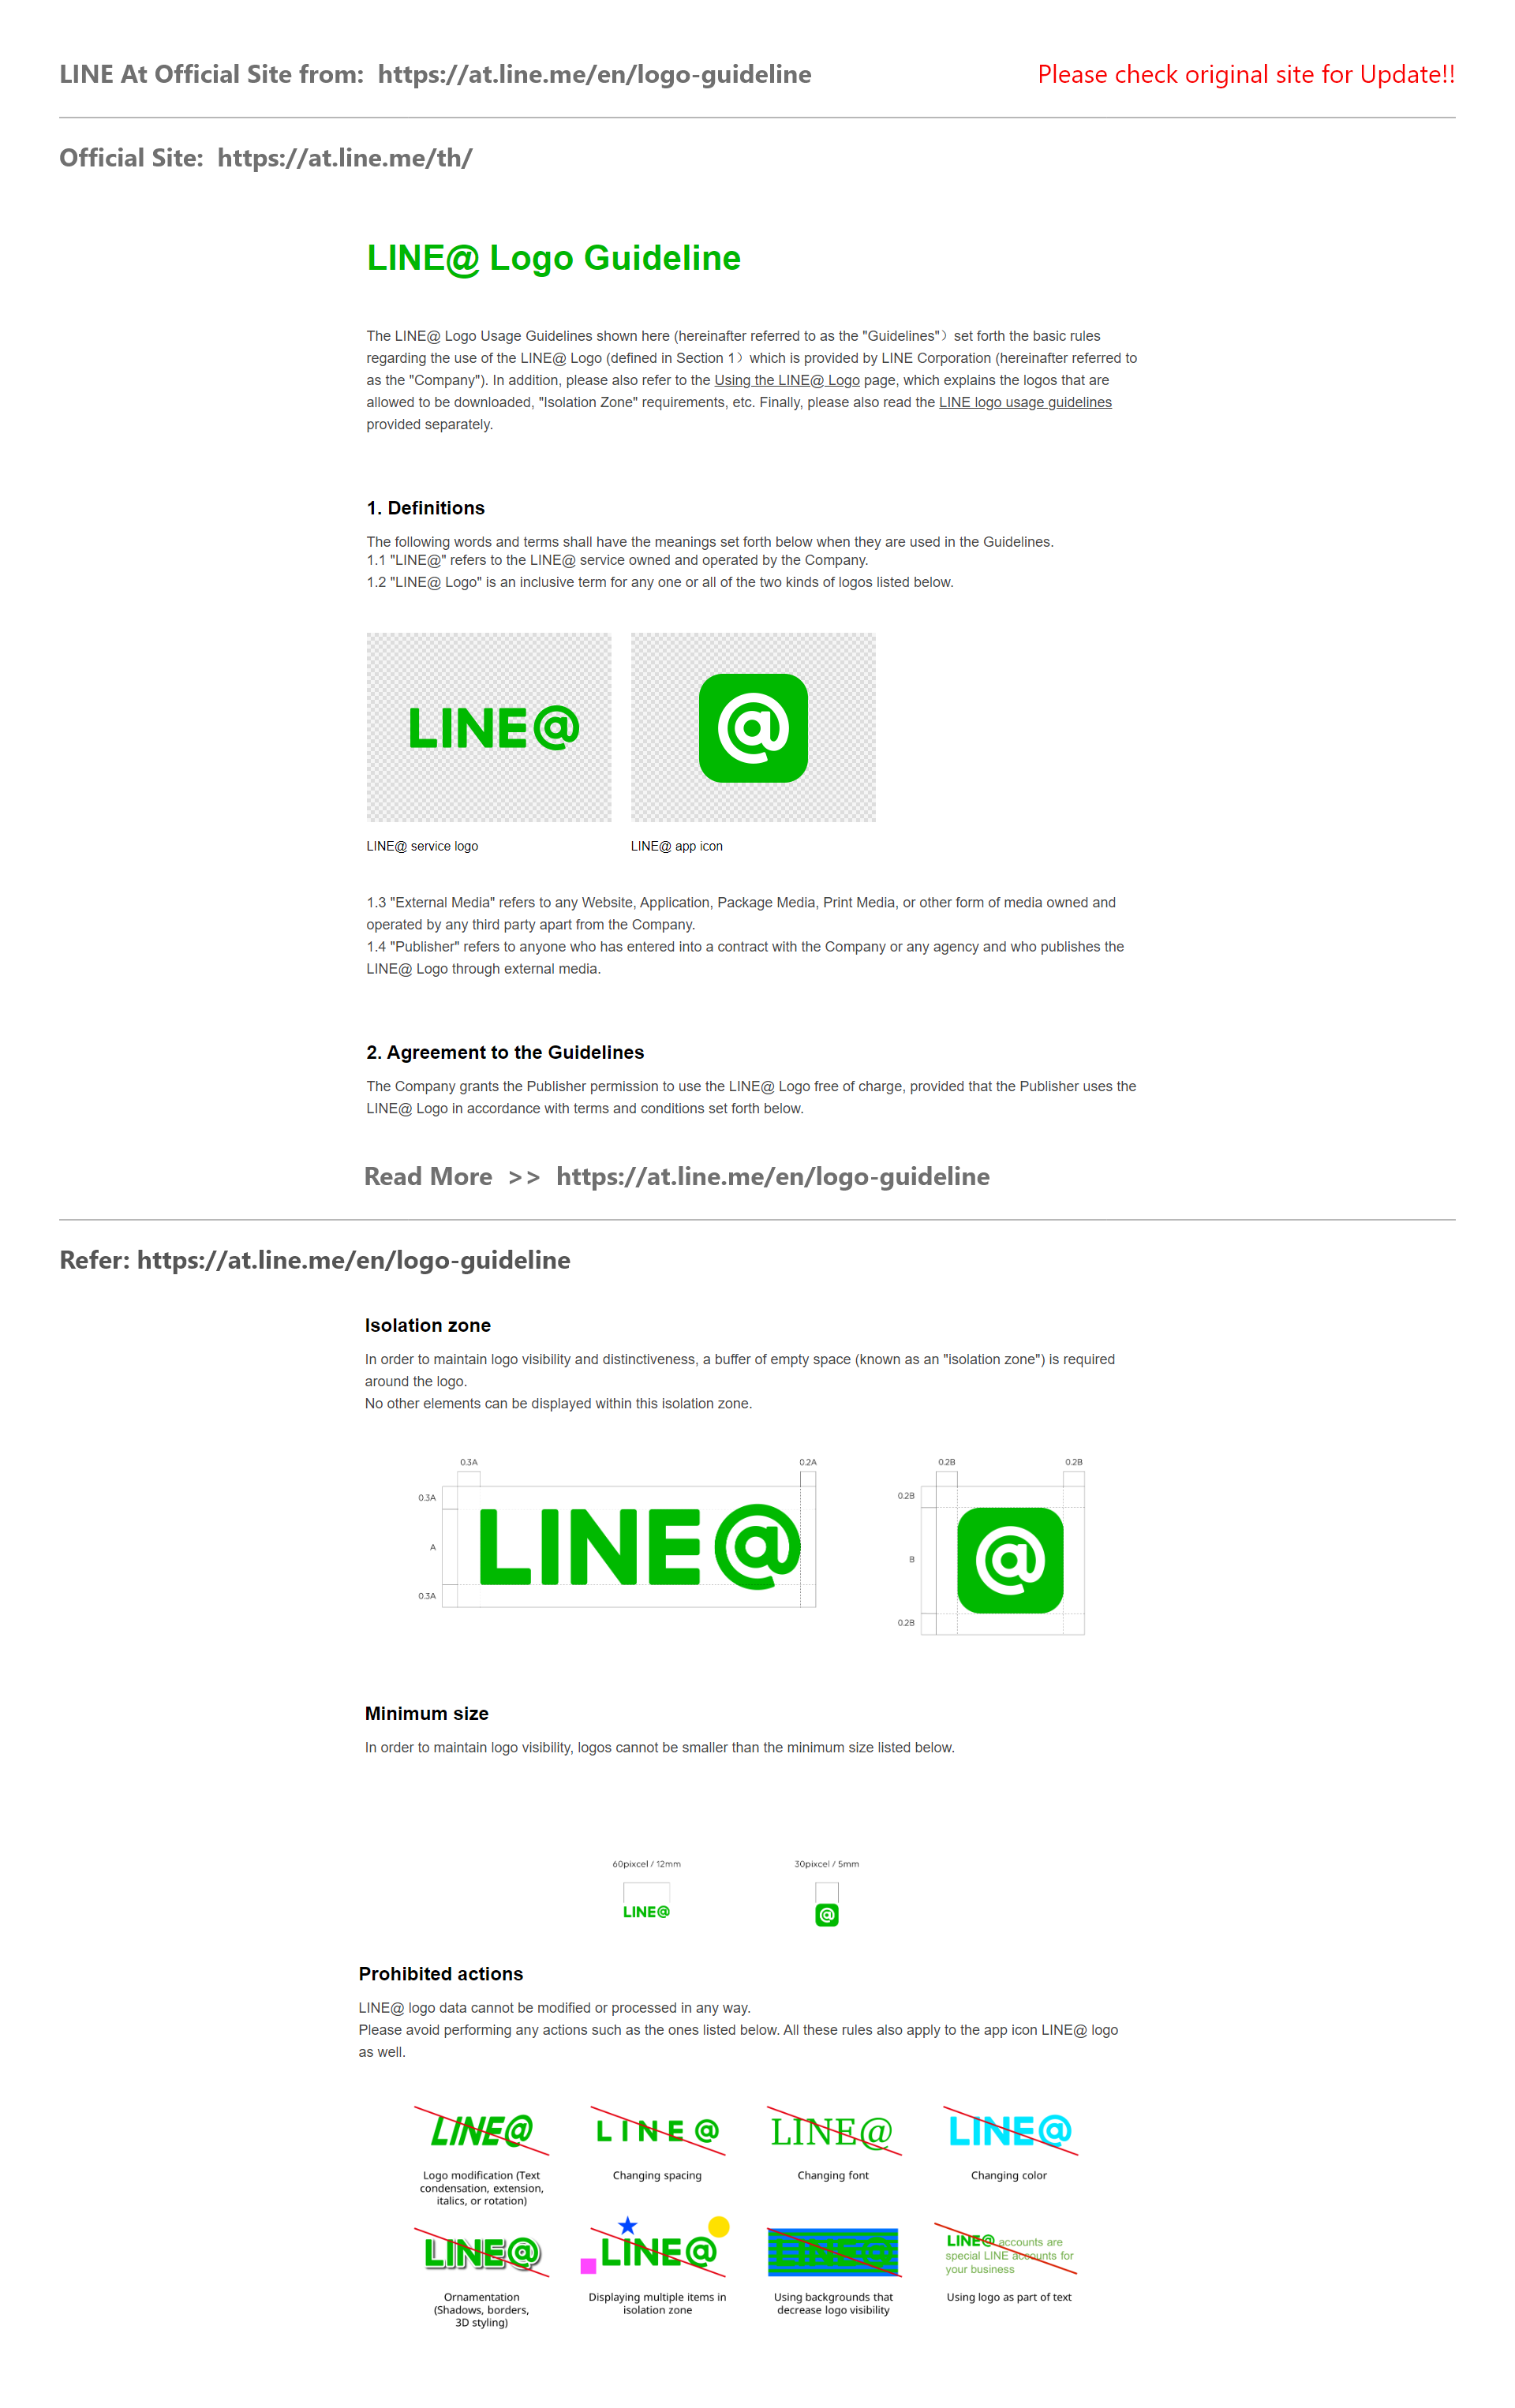 LINE At Official Site from:  https://at.line.me/en/logo-guideline
Please check original site for Update!!
Official Site:  https://at.line.me/th/
LINE@ Logo Guideline
The LINE@ Logo Usage Guidelines shown here (hereinafter referred to as the "Guidelines"）set forth the basic rules
regarding the use of the LINE@ Logo (defined in Section 1）which is provided by LINE Corporation (hereinafter referred to
as the "Company"). In addition, please also refer to the Using the LINE@ Logo page, which explains the logos that are
allowed to be downloaded, "Isolation Zone" requirements, etc. Finally, please also read the LINE logo usage guidelines
provided separately.
1. Definitions
The following words and terms shall have the meanings set forth below when they are used in the Guidelines.
1.1 "LINE@" refers to the LINE@ service owned and operated by the Company.
1.2 "LINE@ Logo" is an inclusive term for any one or all of the two kinds of logos listed below.
LINE@
@
LINE@ service logo
LINE@ app icon
1.3 "External Media" refers to any Website, Application, Package Media, Print Media, or other form of media owned and
operated by any third party apart from the Company.
1.4 "Publisher" refers to anyone who has entered into a contract with the Company or any agency and who publishes the
LINE@ Logo through external media.
2. Agreement to the Guidelines
The Company grants the Publisher permission to use the LINE@ Logo free of charge, provided that the Publisher uses the
LINE@ Logo in accordance with terms and conditions set forth below.
Read More  >>  https://at.line.me/en/logo-guideline
Refer: https://at.line.me/en/logo-guideline
Isolation zone
In order to maintain logo visibility and distinctiveness, a buffer of empty space (known as an "isolation zone") is required
around the logo.
No other elements can be displayed within this isolation zone.
0.3A
0.2A
0.3A
A
0.3A
LINE@
0.2B
0.2B
0.2B
B
0.2B
@
Minimum size
In order to maintain logo visibility, logos cannot be smaller than the minimum size listed below.
60pixcel / 12mm
30pixcel / 5mm
LINE@
@
Prohibited actions
LINE@ logo data cannot be modified or processed in any way.
Please avoid performing any actions such as the ones listed below. All these rules also apply to the app icon LINE@ logo
as well.
LINE@
Logo modification (Text
condensation, extension,
italics, or rotation)
LINE@
Changing spacing
LINE@
Changing font
LINE@
Changing color
LINE@
Ornamentation
(Shadows, borders,
3D styling)
LINE@
Displaying multiple items in
isolation zone
LINE@
Using backgrounds that
decrease logo visibility
LINE@ accounts are
special LINE accounts for
your business
Using logo as part of text